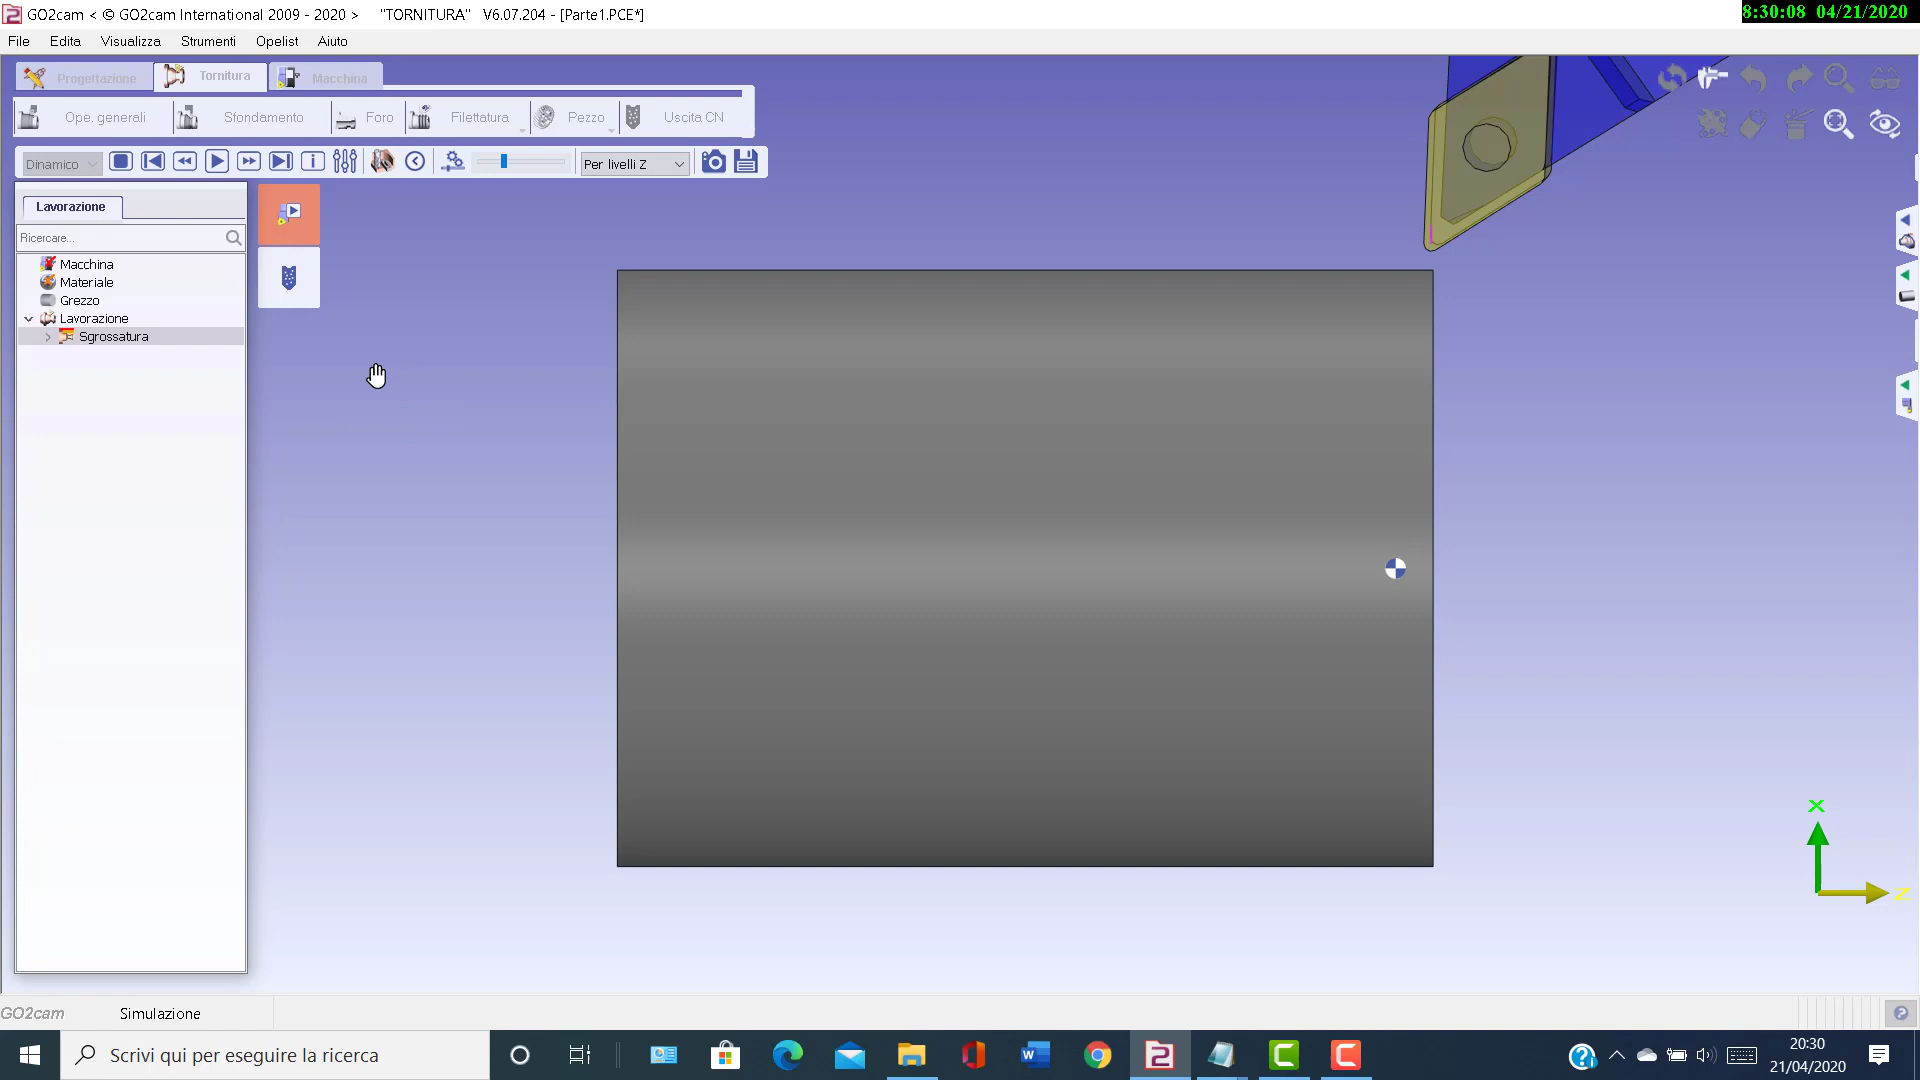 GO2cam < © GO2cam International 2009 - 2020 > "TORNITURA" V6.07.204 - [Parte1.PCE*]
8:30:08 04/21/2020
File Edita Visualizza Strumenti Opelist Aiuto
Progettazione Tornitura Macchina
Ope. generali Sfondamento Foro Filettatura Pezzo Uscita CN
Dinamico Per livelli Z
Lavorazione
Ricercare...
Macchina
Materiale
Grezzo
Lavorazione
Sgrossatura
X
Z
GO2cam Simulazione
Scrivi qui per eseguire la ricerca
20:30
21/04/2020